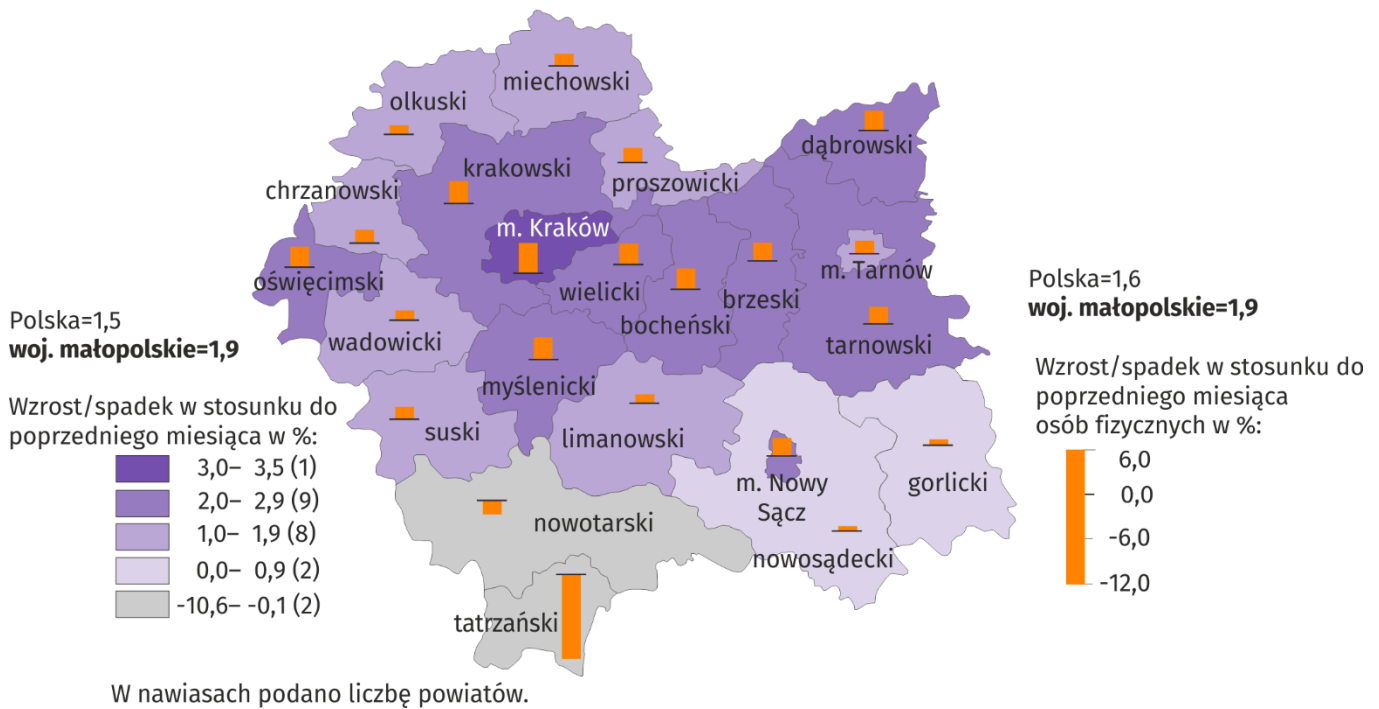 miechowski
olkuski
dąbrowski
krakowski
proszowicki
chrzanowski
m. Kraków
oświęcimski
wielicki
bocheński
brzeski
m. Tarnów
tarnowski
wadowicki
myślenicki
suski
limanowski
m. Nowy
Sącz
gorlicki
nowotarski
nowosądecki
tatrzański
Polska=1,5
woj. małopolskie=1,9
Wzrost/spadek w stosunku do
poprzedniego miesiąca w %:
3,0– 3,5 (1)
2,0– 2,9 (9)
1,0– 1,9 (8)
0,0– 0,9 (2)
-10,6– -0,1 (2)
Polska=1,6
woj. małopolskie=1,9
Wzrost/spadek w stosunku do
poprzedniego miesiąca
osób fizycznych w %:
6,0
0,0
-6,0
-12,0
W nawiasach podano liczbę powiatów.